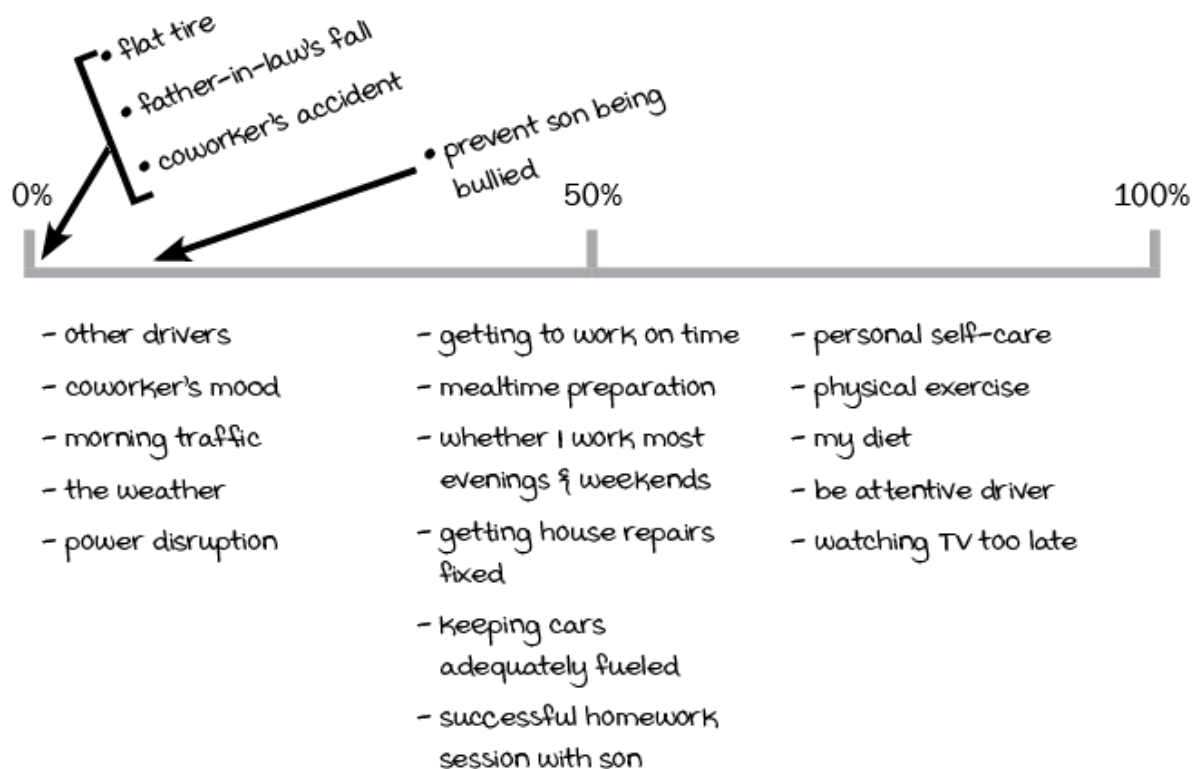 • flat tire
• father-in-law's fall
• coworker's accident
• prevent son being
bullied
0%
50%
100%
- other drivers
- coworker's mood
- morning traffic
- the weather
- power disruption
- getting to work on time
- mealtime preparation
- whether I work most
evenings & weekends
- getting house repairs
fixed
- keeping cars
adequately fueled
- successful homework
session with son
- personal self-care
- physical exercise
- my diet
- be attentive driver
- watching TV too late